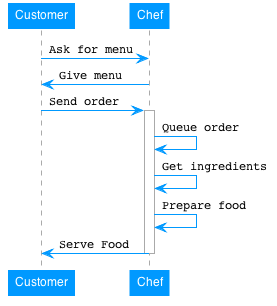 Customer Chef
Ask for menu
Give menu
Send order
Queue order
Get ingredients
Prepare food
Serve Food
Customer Chef